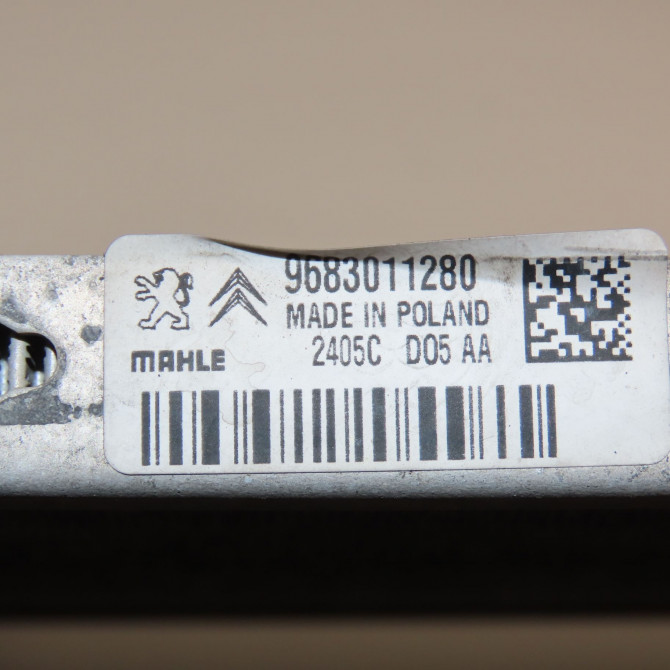 9683011280
MADE IN POLAND
2405C D05 AA
MAHLE